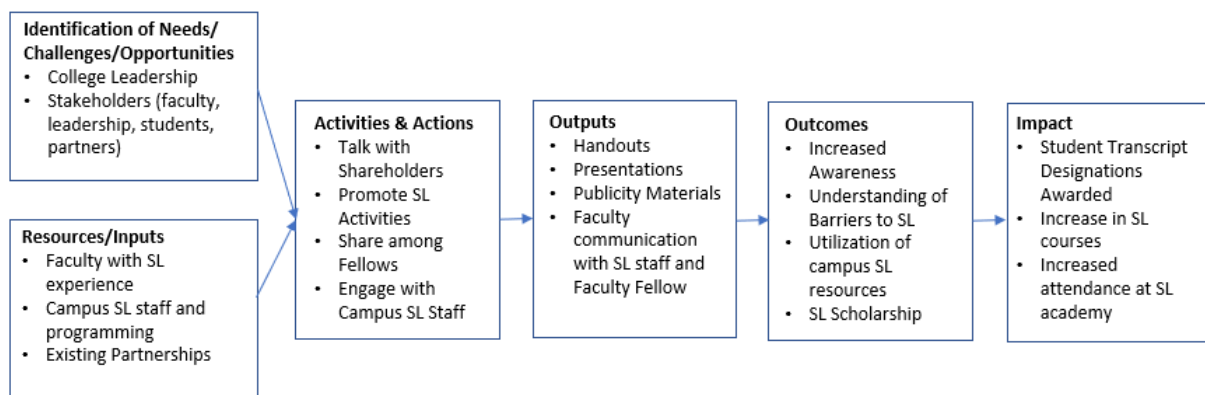 Identification of Needs/
Challenges/Opportunities
• College Leadership
• Stakeholders (faculty,
leadership, students,
partners)
Resources/Inputs
• Faculty with SL
experience
• Campus SL staff and
programming
• Existing Partnerships
Activities & Actions
• Talk with
Shareholders
• Promote SL
Activities
• Share among
Fellows
• Engage with
Campus SL Staff
Outputs
• Handouts
• Presentations
• Publicity Materials
• Faculty
communication
with SL staff and
Faculty Fellow
Outcomes
• Increased
Awareness
• Understanding of
Barriers to SL
• Utilization of
campus SL
resources
• SL Scholarship
Impact
• Student Transcript
Designations
Awarded
• Increase in SL
courses
• Increased
attendance at SL
academy